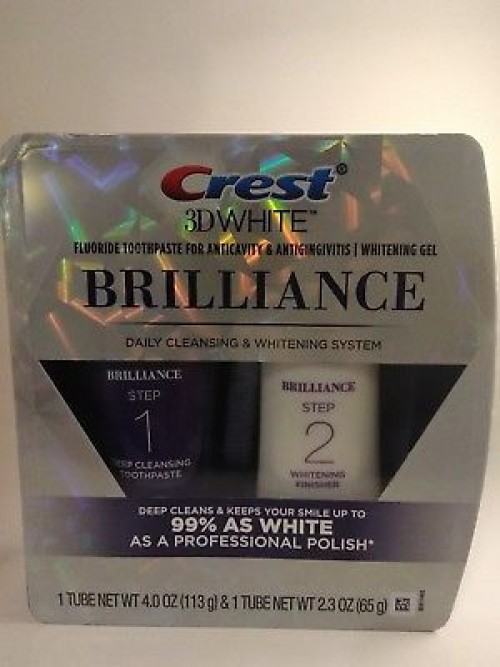 Crest®
3DWHITE™
FLUORIDE TOOTHPASTE FOR ANTICAVITY & ANTIGINGIVITIS | WHITENING GEL
BRILLIANCE
DAILY CLEANSING & WHITENING SYSTEM
BRILLIANCE
STEP
1
DEEP CLEANSING
TOOTHPASTE
BRILLIANCE
STEP
2
WHITENING
FINISHER
DEEP CLEANS & KEEPS YOUR SMILE UP TO
99% AS WHITE
AS A PROFESSIONAL POLISH*
1 TUBE NET WT 4.0 OZ (113 g) & 1 TUBE NET WT 2.3 OZ (65 g)